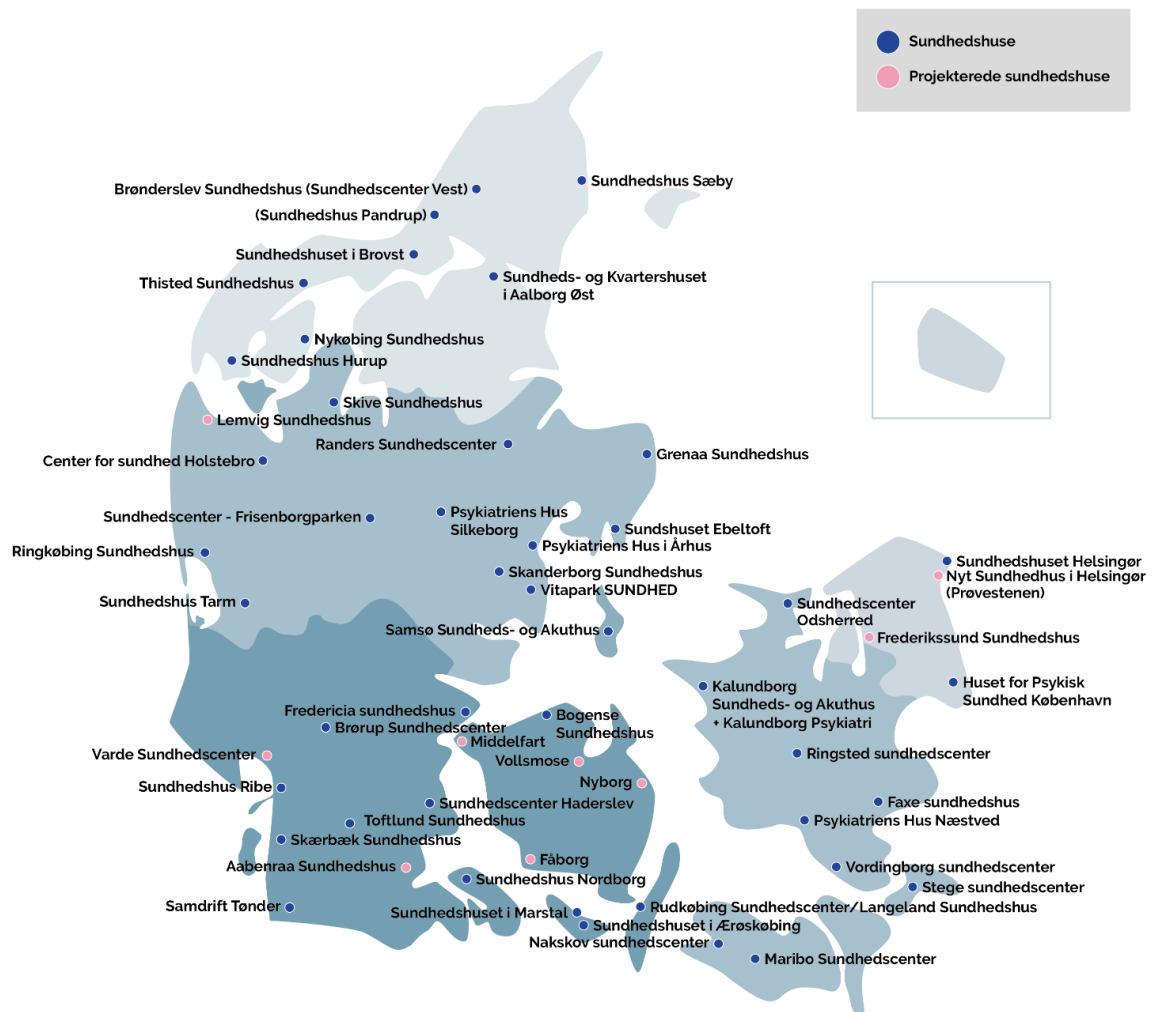 Sundhedshuse
Projekterede sundhedshuse
Sundhedshus Sæby
Brønderslev Sundhedshus (Sundhedscenter Vest)
(Sundhedshus Pandrup)
Sundhedshuset i Brovst
Sundheds- og Kvartershuset
i Aalborg Øst
Thisted Sundhedshus
Nykøbing Sundhedshus
Sundhedshus Hurup
Skive Sundhedshus
Lemvig Sundhedshus
Randers Sundhedscenter
Grenaa Sundhedshus
Center for sundhed Holstebro
Psykiatriens Hus
Silkeborg
Sundhedscenter - Frisenborgparken
Sundshuset Ebeltoft
Psykiatriens Hus i Århus
Ringkøbing Sundhedshus
Sundhedshuset Helsingør
Nyt Sundhedhus i Helsingør
(Prøvestenen)
Skanderborg Sundhedshus
Vitapark SUNDHED
Sundhedshus Tarm
Sundhedscenter
Odsherred
Samsø Sundheds- og Akuthus
Frederikssund Sundhedshus
Huset for Psykisk
Sundhed København
Kalundborg
Sundheds- og Akuthus
+ Kalundborg Psykiatri
Fredericia sundhedshus
Bogense
Sundhedshus
Brørup Sundhedscenter
Middelfart
Varde Sundhedscenter
Ringsted sundhedscenter
Vollsmose
Nyborg
Sundhedshus Ribe
Sundhedscenter Haderslev
Faxe sundhedshus
Toftlund Sundhedshus
Psykiatriens Hus Næstved
Skærbæk Sundhedshus
Fåborg
Aabenraa Sundhedshus
Vordingborg sundhedscenter
Sundhedshus Nordborg
Stege sundhedscenter
Samdrift Tønder
Rudkøbing Sundhedscenter/Langeland Sundhedshus
Sundhedshuset i Marstal
Sundhedshuset i Ærøskøbing
Nakskov sundhedscenter
Maribo Sundhedscenter